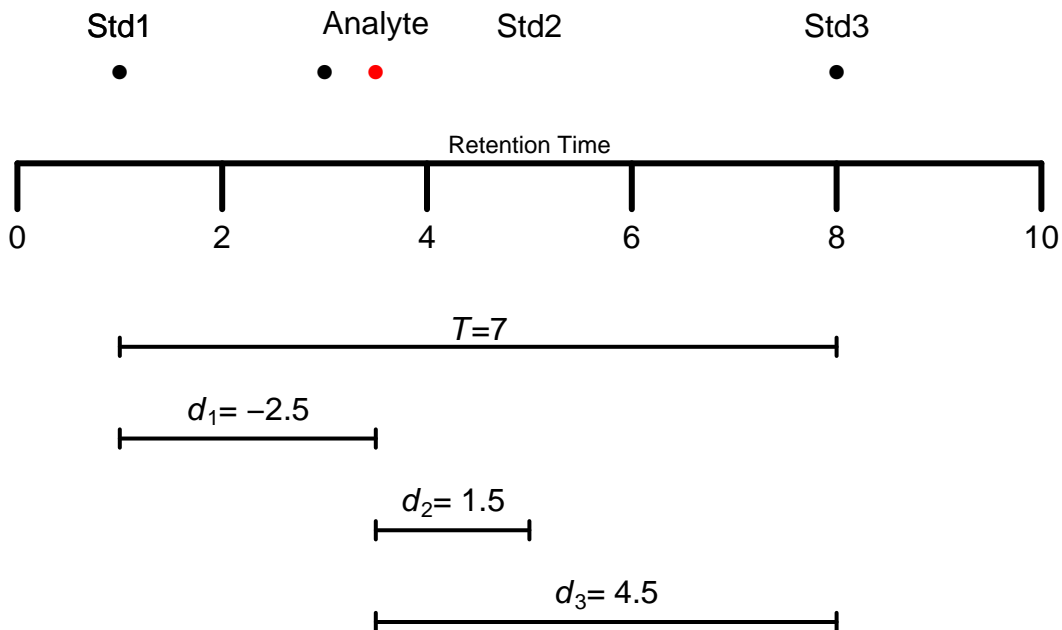 Std1 Analyte Std2 Std3
Retention Time
0 2 4 6 8 10
T=7
d₁= −2.5
d₂= 1.5
d₃= 4.5